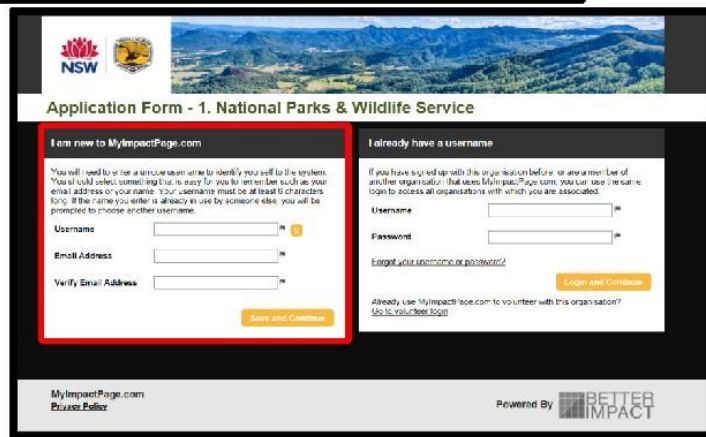 NSW
Application Form - 1. National Parks & Wildlife Service
I am new to MyImpactPage.com
You will need to enter a unique username to identify yourself to the system.
You should select something that is easy for you to remember such as your
email address or your name. Your username must be at least 6 characters
long. If the name you enter is already in use by someone else, you will be
prompted to choose another username.
Username
Email Address
Verify Email Address
Save and Continue
I already have a username
If you have signed up with this organisation before, or are a member of
another organisation that uses MyImpactPage.com, you can use the same
login to access all organisations with which you are associated.
Username
Password
Forgot your username or password?
Login and Continue
Already use MyImpactPage.com to volunteer with this organisation?
Go to volunteer login
MyImpactPage.com
Privacy Policy
Powered By BETTER
IMPACT